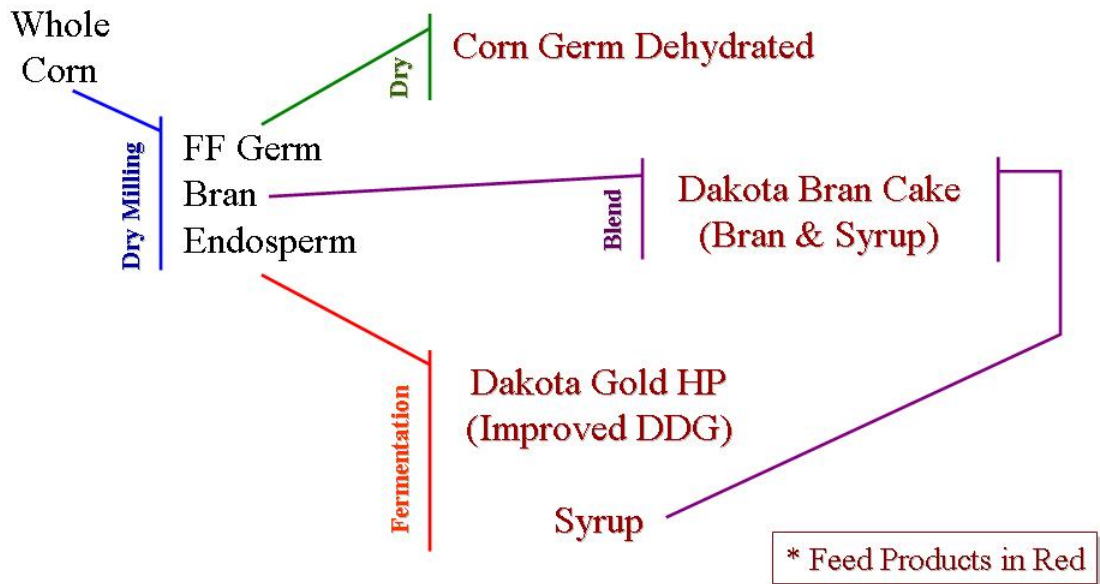 Whole
Corn
Dry Milling
FF Germ
Bran
Endosperm
Dry
Corn Germ Dehydrated
Blend
Dakota Bran Cake
(Bran & Syrup)
Fermentation
Dakota Gold HP
(Improved DDG)
Syrup
* Feed Products in Red